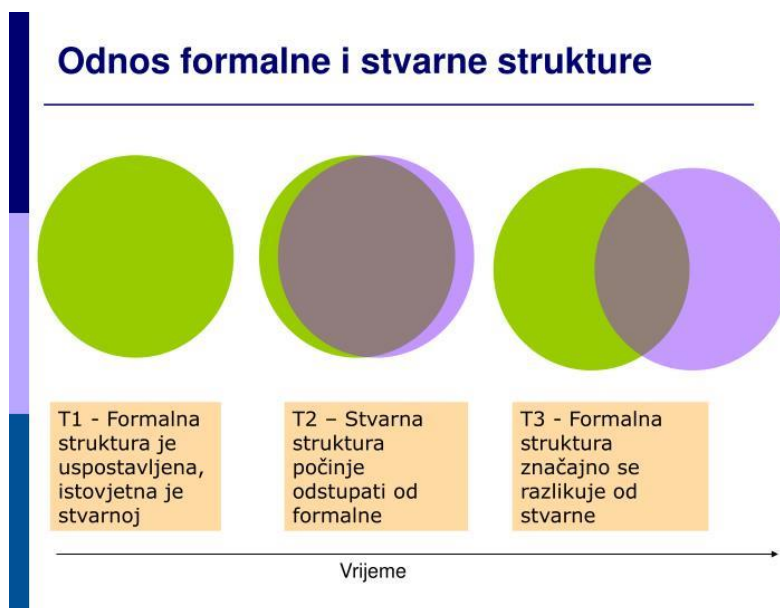 Odnos formalne i stvarne strukture
T1 - Formalna
struktura je
uspostavljena,
istovjetna je
stvarnoj
T2 – Stvarna
struktura
počinje
odstupati od
formalne
T3 - Formalna
struktura
značajno se
razlikuje od
stvarne
Vrijeme